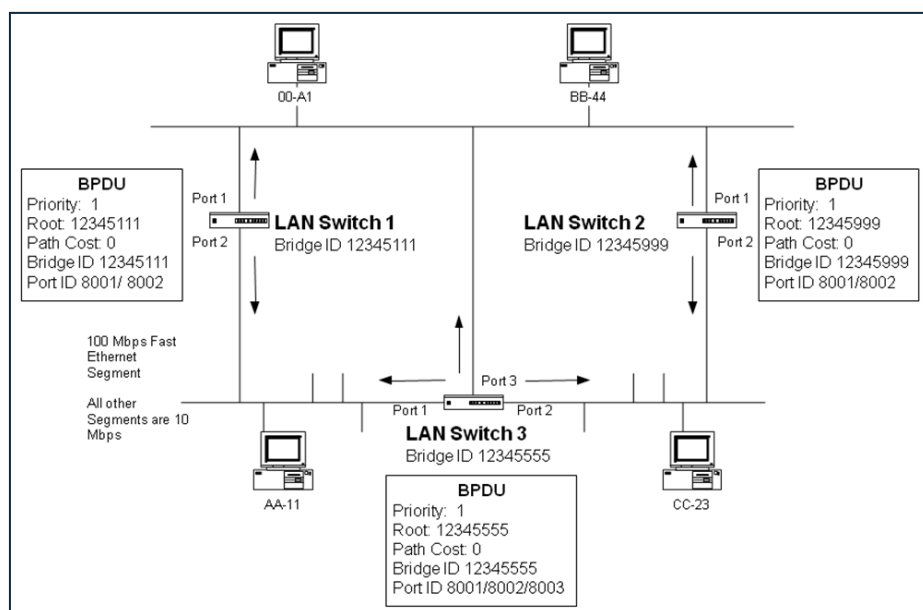 00-A1
BB-44
BPDU
Priority: 1
Root: 12345111
Path Cost: 0
Bridge ID 12345111
Port ID 8001/ 8002
Port 1
Port 2
LAN Switch 1
Bridge ID 12345111
LAN Switch 2
Bridge ID 12345999
Port 1
Port 2
BPDU
Priority: 1
Root: 12345999
Path Cost: 0
Bridge ID 12345999
Port ID 8001/8002
100 Mbps Fast
Ethernet
Segment
All other
Segments are 10
Mbps
Port 3
Port 1
Port 2
LAN Switch 3
Bridge ID 12345555
AA-11
CC-23
BPDU
Priority: 1
Root: 12345555
Path Cost: 0
Bridge ID 12345555
Port ID 8001/8002/8003